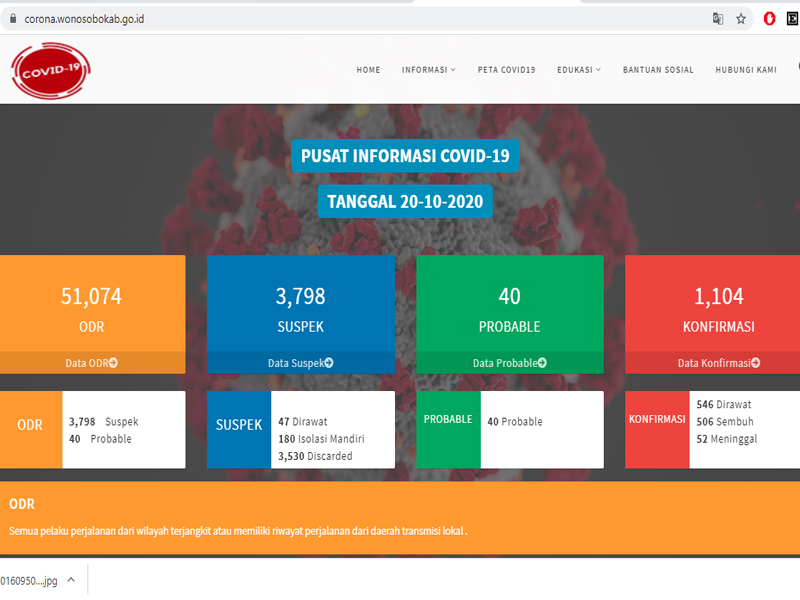 corona.wonosobokab.go.id
COVID-19
HOME INFORMASI PETA COVID19 EDUKASI BANTUAN SOSIAL HUBUNGI KAMI
PUSAT INFORMASI COVID-19
TANGGAL 20-10-2020
51,074
ODR
Data ODR
3,798
SUSPEK
Data Suspek
40
PROBABLE
Data Probable
1,104
KONFIRMASI
Data Konfirmasi
ODR
3,798 Suspek
40 Probable
SUSPEK
47 Dirawat
180 Isolasi Mandiri
3,530 Discarded
PROBABLE
40 Probable
KONFIRMASI
546 Dirawat
506 Sembuh
52 Meninggal
ODR
Semua pelaku perjalanan dari wilayah terjangkit atau memiliki riwayat perjalanan dari daerah transmisi lokal .
0160950....jpg